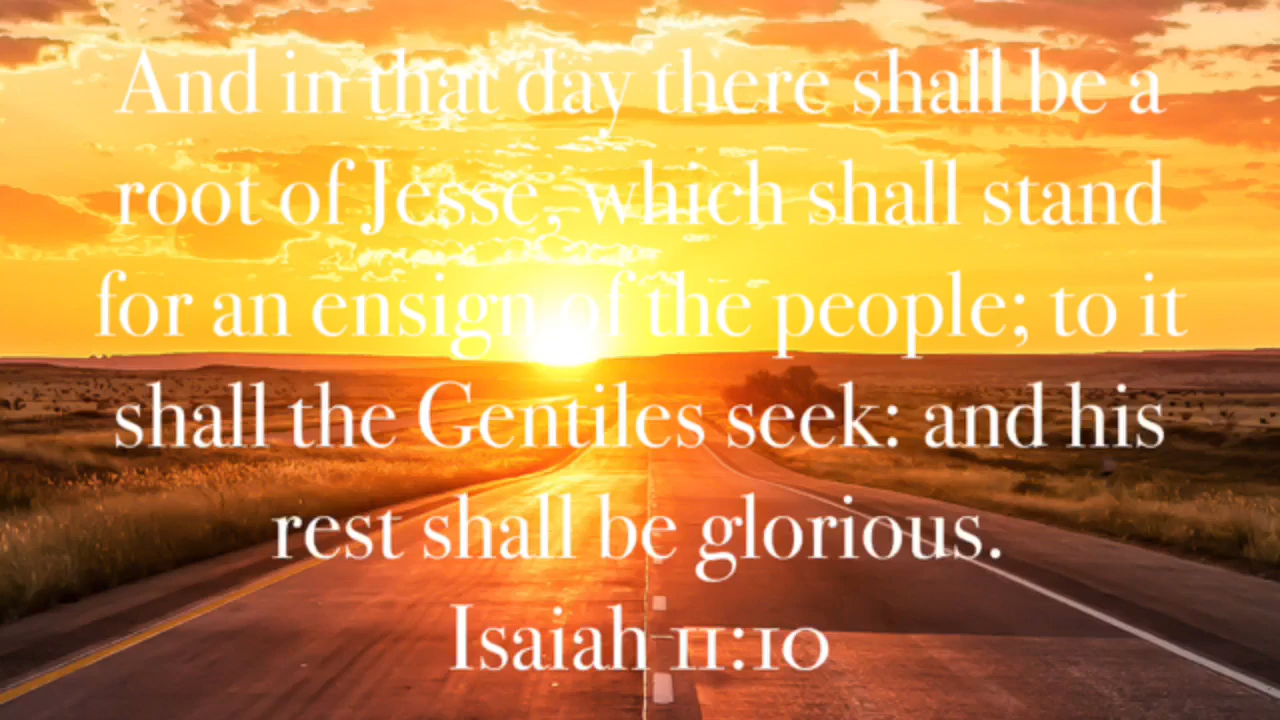 And in that day there shall be a
root of Jesse, which shall stand
for an ensign of the people; to it
shall the Gentiles seek: and his
rest shall be glorious.
Isaiah 11:10